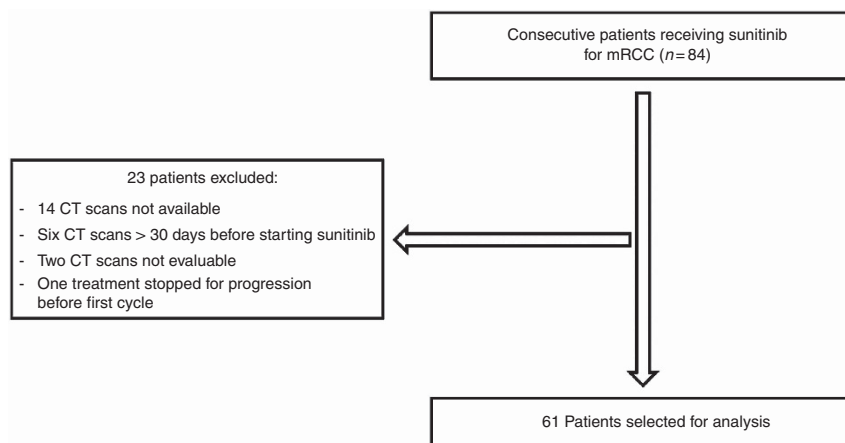 Consecutive patients receiving sunitinib
for mRCC (n=84)
23 patients excluded:
- 14 CT scans not available
- Six CT scans > 30 days before starting sunitinib
- Two CT scans not evaluable
- One treatment stopped for progression
before first cycle
61 Patients selected for analysis